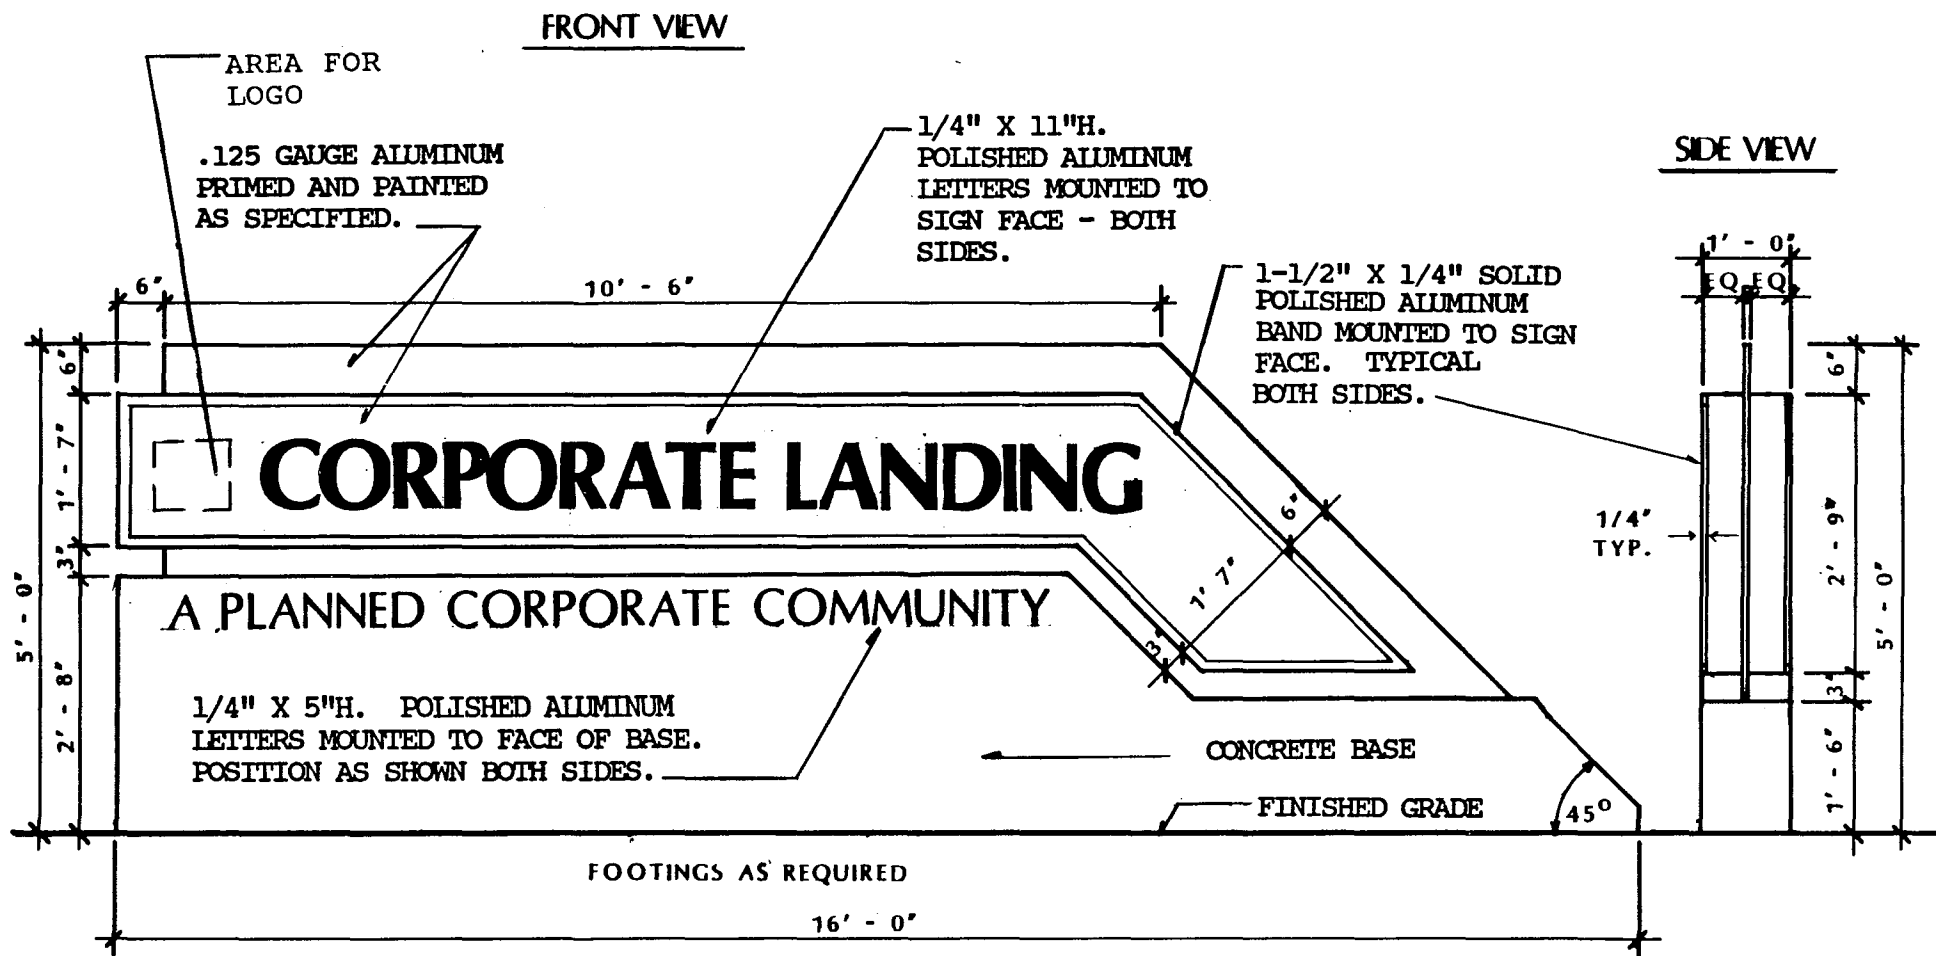 FRONT VIEW
AREA FOR
LOGO
.125 GAUGE ALUMINUM
PRIMED AND PAINTED
AS SPECIFIED.
1/4" X 11"H.
POLISHED ALUMINUM
LETTERS MOUNTED TO
SIGN FACE - BOTH
SIDES.
SIDE VIEW
1-1/2" X 1/4" SOLID
POLISHED ALUMINUM
BAND MOUNTED TO SIGN
FACE. TYPICAL
BOTH SIDES.
1' - 0"
EQ EQ
6"
10' - 6"
6"
1' - 7"
3"
2' - 8"
5' - 0"
CORPORATE LANDING
6"
1' 7"
3"
A PLANNED CORPORATE COMMUNITY
1/4" X 5"H. POLISHED ALUMINUM
LETTERS MOUNTED TO FACE OF BASE.
POSITION AS SHOWN BOTH SIDES.
CONCRETE BASE
FINISHED GRADE
45°
FOOTINGS AS REQUIRED
16' - 0"
1/4"
TYP.
6"
2' - 9"
3"
1' - 6"
5' - 0"